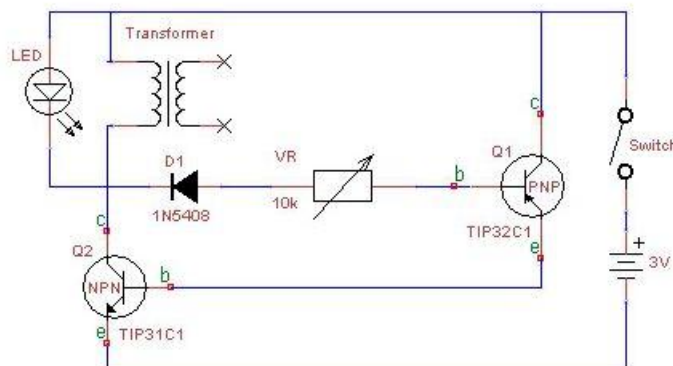 Transformer
LED
c
D1
VR
Q1
Switch
b
PNP
1N5408
10k
TIP32C1
c
Q2
e
+
3V
b
NPN
TIP31C1
e